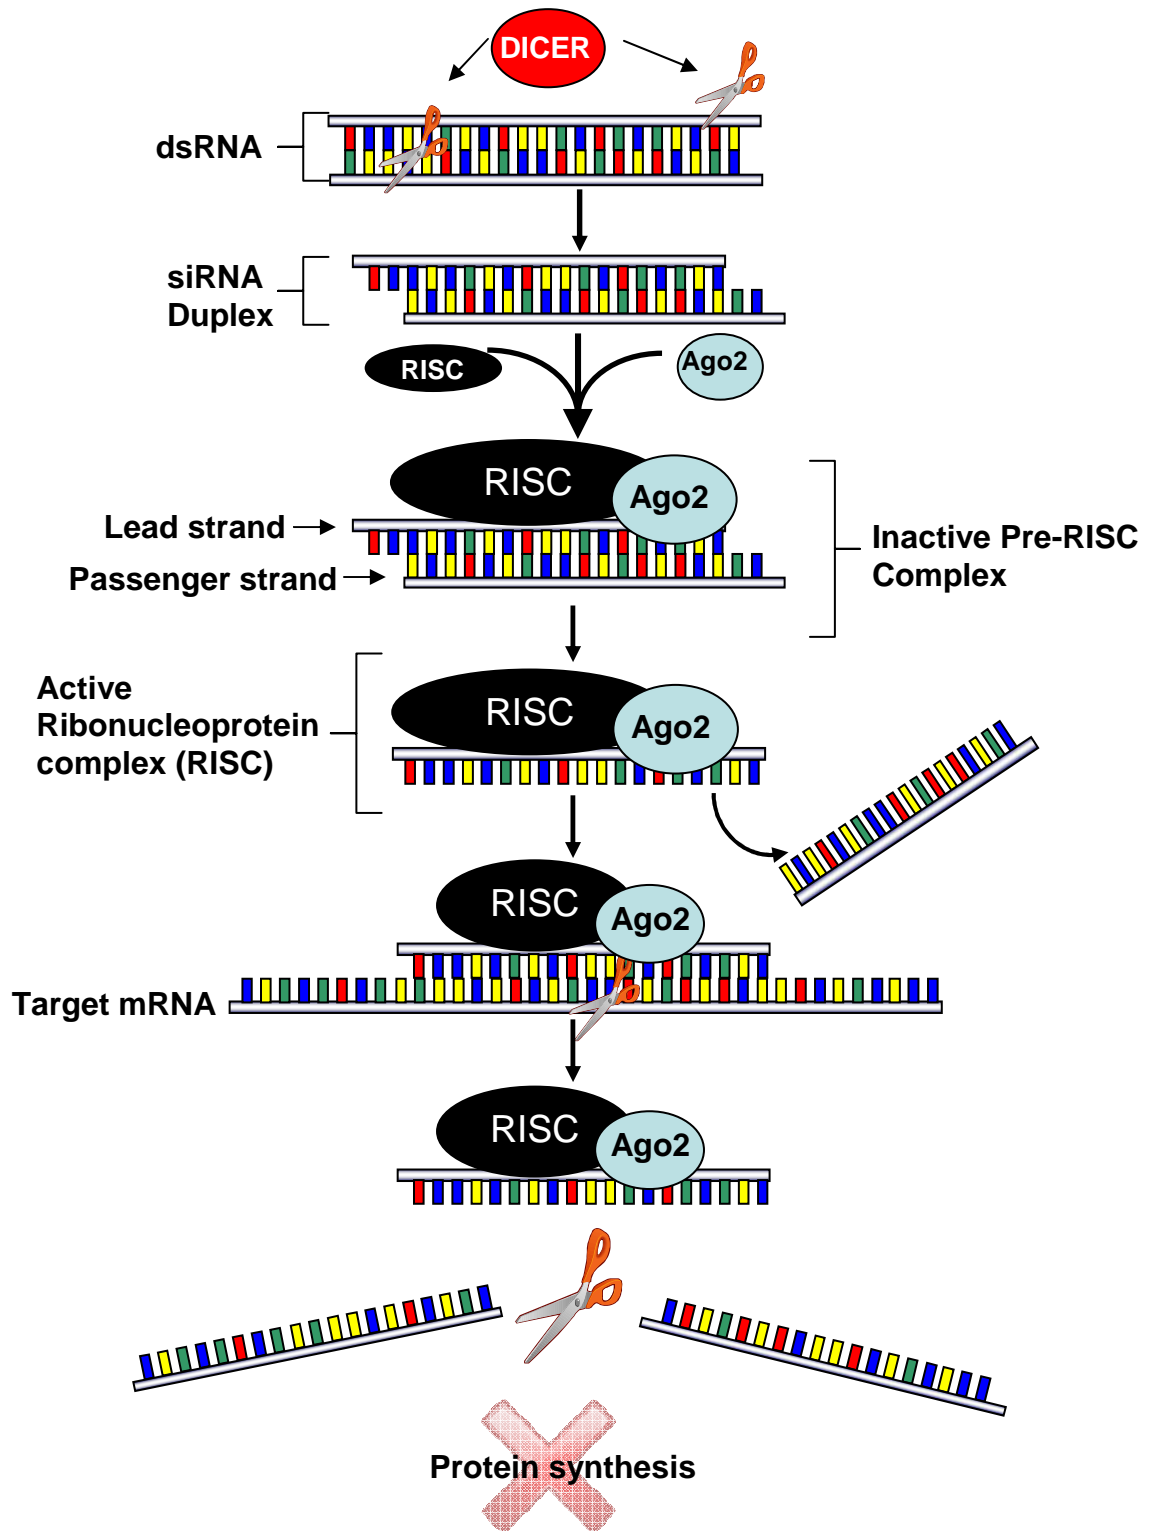 DICER
dsRNA
siRNA
Duplex
RISC
Ago2
RISC
Ago2
Lead strand
Passenger strand
Inactive Pre-RISC
Complex
Active
Ribonucleoprotein
complex (RISC)
RISC
Ago2
RISC
Ago2
Target mRNA
RISC
Ago2
Protein synthesis